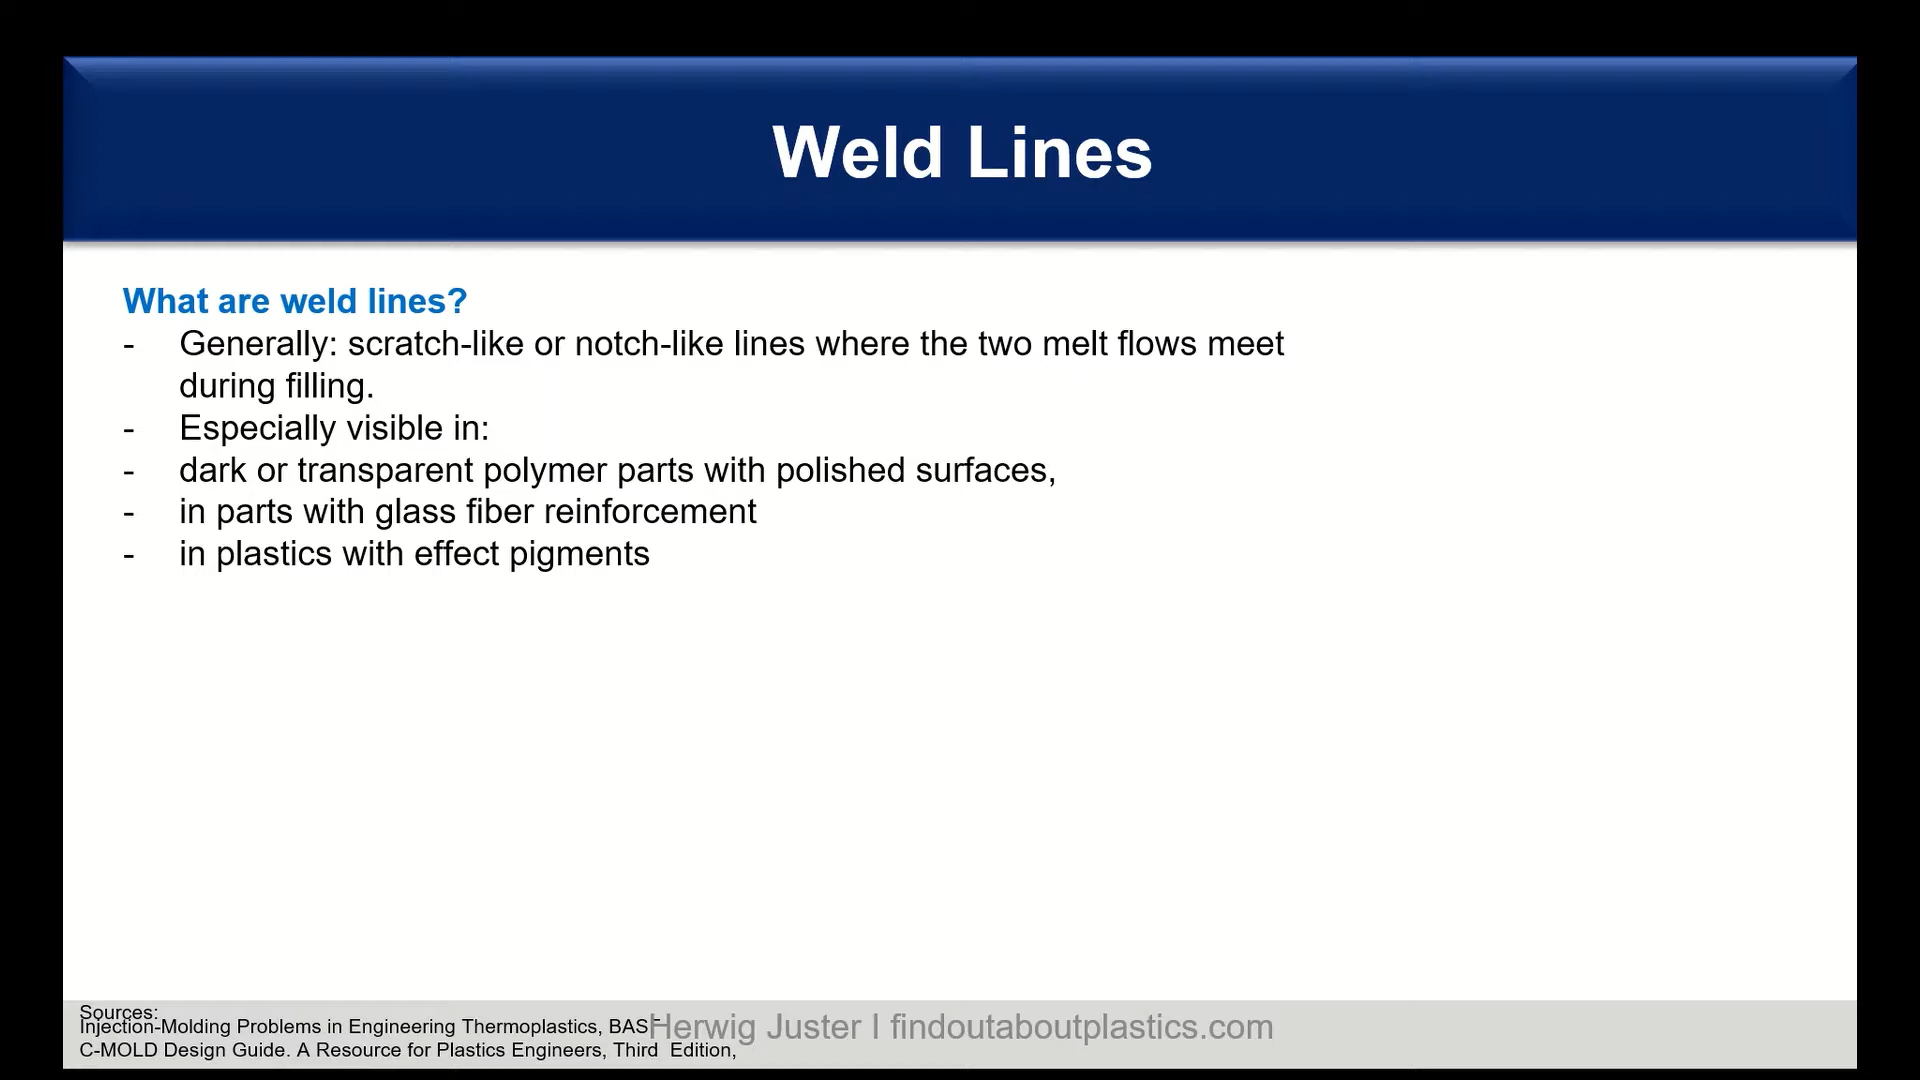 Weld Lines
What are weld lines?
- Generally: scratch-like or notch-like lines where the two melt flows meet
during filling.
- Especially visible in:
- dark or transparent polymer parts with polished surfaces,
- in parts with glass fiber reinforcement
- in plastics with effect pigments
Sources:
Injection-Molding Problems in Engineering Thermoplastics, BASF
Herwig Juster I findoutaboutplastics.com
C-MOLD Design Guide. A Resource for Plastics Engineers, Third Edition,